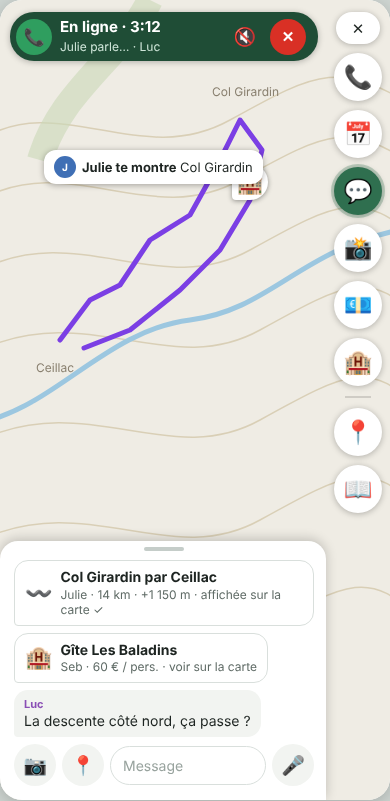 En ligne · 3:12
Julie parle... · Luc
Col Girardin
J Julie te montre Col Girardin
Ceillac
Col Girardin par Ceillac
Julie · 14 km · +1 150 m · affichée sur la
carte ✓
Gîte Les Baladins
Seb · 60 € / pers. · voir sur la carte
Luc
La descente côté nord, ça passe ?
Message